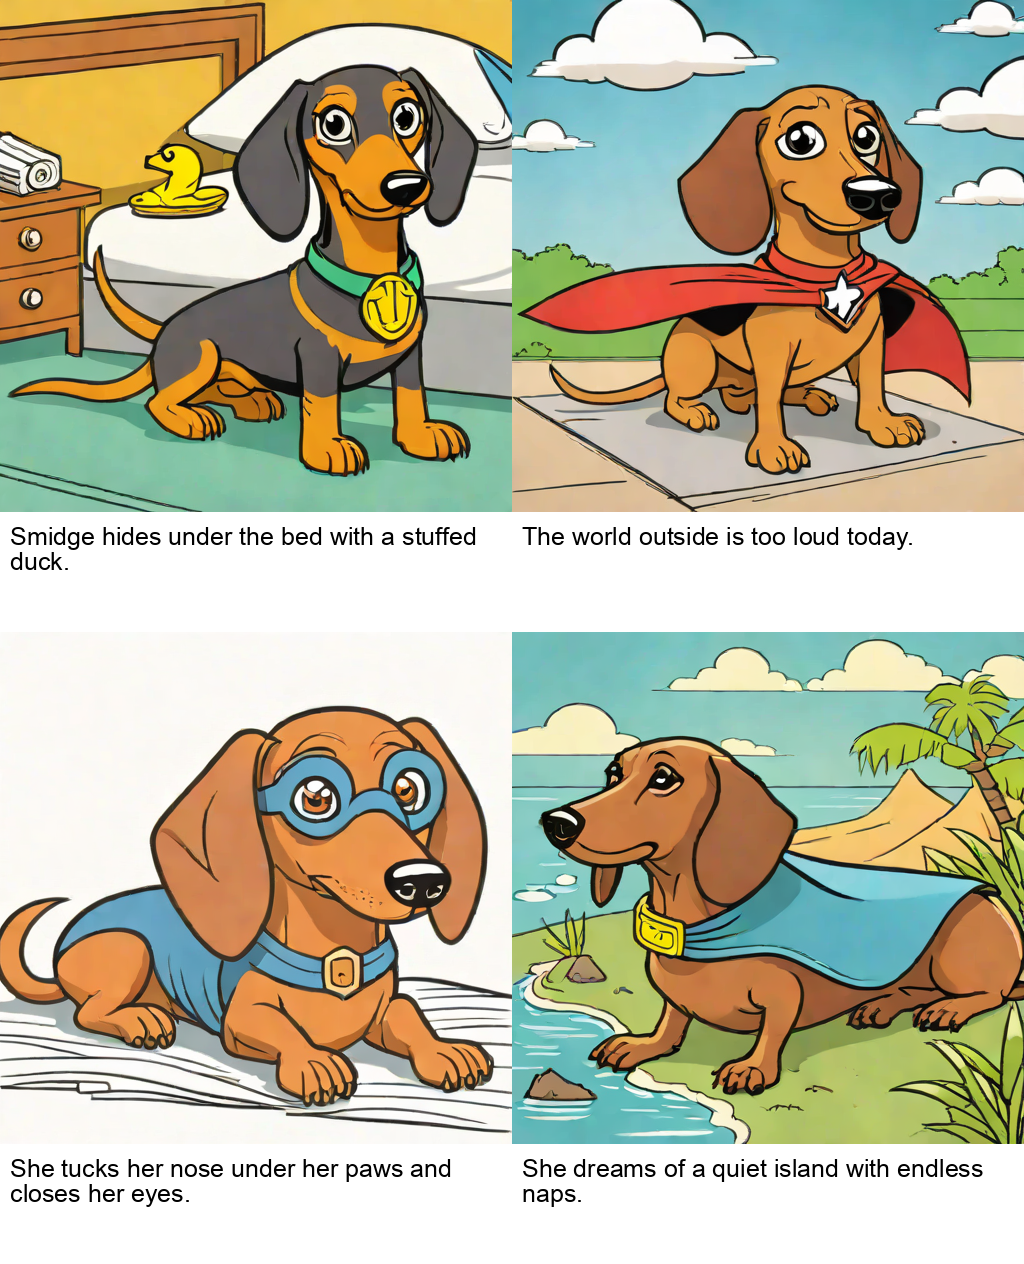 Smidge hides under the bed with a stuffed
duck.
The world outside is too loud today.
She tucks her nose under her paws and
closes her eyes.
She dreams of a quiet island with endless
naps.